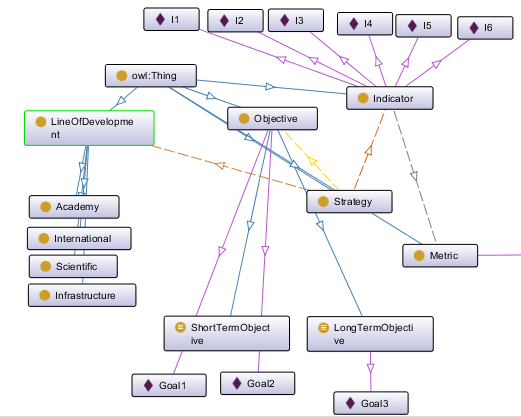 I1
I2
I3
I4
I5
I6
owl:Thing
Indicator
LineOfDevelopme
nt
Objective
Academy
Strategy
International
Metric
Scientific
Infrastructure
ShortTermObject
ive
LongTermObjecti
ve
Goal1
Goal2
Goal3